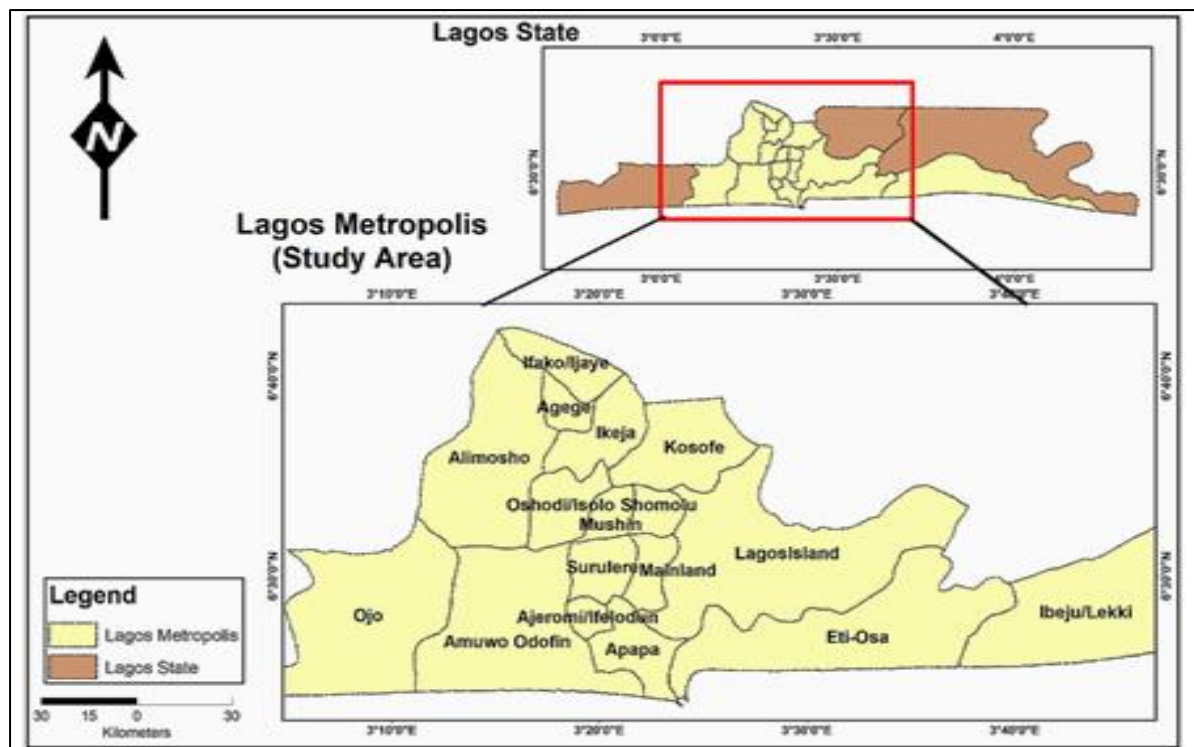 Lagos State
3°0'0"E
3°30'0"E
4°0'0"E
N
6°30'0"N
6°30'0"N
Lagos Metropolis
(Study Area)
3°0'0"E
3°30'0"E
4°0'0"E
3°10'0"E
3°20'0"E
3°30'0"E
3°40'0"E
6°40'0"N
6°40'0"N
Ifako/Ijaye
Agege
Ikeja
Kosofe
Alimosho
Oshodi/Isolo
Shomolu
Mushin
LagosIsland
Surulere
Mainland
6°30'0"N
6°30'0"N
Ojo
Ajeromi/Ifelodun
Ibeju/Lekki
Amuwo Odofin
Apapa
Eti-Osa
Legend
Lagos Metropolis
Lagos State
30
15
0
30
Kilometers
3°10'0"E
3°20'0"E
3°30'0"E
3°40'0"E